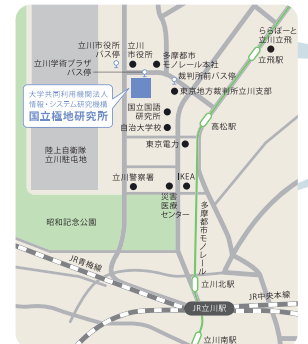 ららぽーと
立川立飛
立飛駅
立川市役所
バス停
立川
市役所
多摩都市
モノレール本社
立川学術プラザ
バス停
裁判所前バス停
東京地方裁判所立川支部
大学共同利用機関法人
情報・システム研究機構
国立極地研究所
国立国語
研究所
自治大学校
高松駅
東京電力
陸上自衛隊
立川駐屯地
立川警察署
IKEA
災害
医療
センター
多摩都市モノレール
昭和記念公園
JR青梅線
立川北駅
JR中央本線
JR立川駅
立川南駅